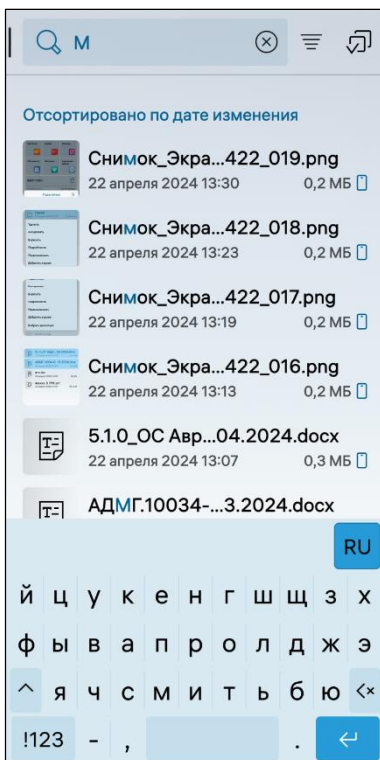 М
Отсортировано по дате изменения
Снимок_Экра...422_019.png
22 апреля 2024 13:30 0,2 МБ
Снимок_Экра...422_018.png
22 апреля 2024 13:23 0,2 МБ
Снимок_Экра...422_017.png
22 апреля 2024 13:19 0,2 МБ
Снимок_Экра...422_016.png
22 апреля 2024 13:13 0,2 МБ
5.1.0_ОС Авр...04.2024.docx
22 апреля 2024 13:07 0,3 МБ
АДМГ.10034-...3.2024.docx
RU
й ц у к е н г ш щ з х
ф ы в а п р о л д ж э
я ч с м и т ь б ю
!123 - , .